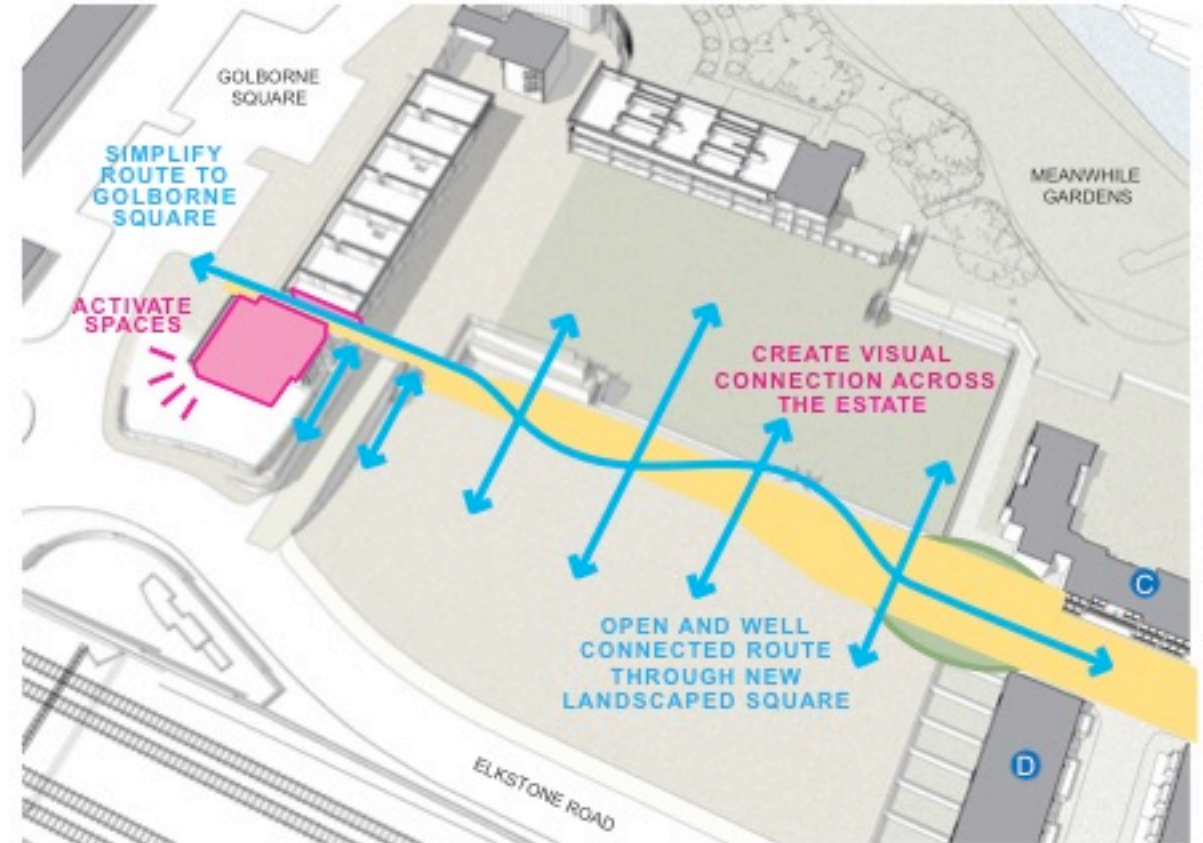 GOLBORNE
SQUARE
SIMPLIFY
ROUTE TO
GOLBORNE
SQUARE
MEANWHILE
GARDENS
ACTIVATE
SPACES
CREATE VISUAL
CONNECTION ACROSS
THE ESTATE
C
OPEN AND WELL
CONNECTED ROUTE
THROUGH NEW
LANDSCAPED SQUARE
D
ELKSTONE ROAD